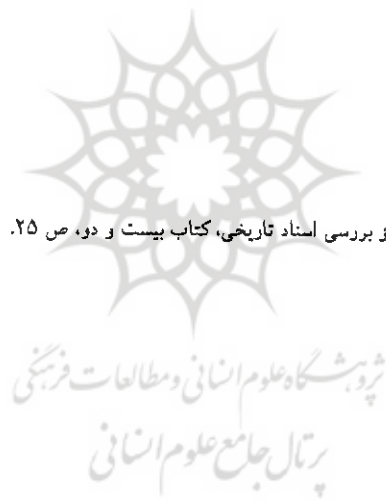 و بررسی اسناد تاریخی، کتاب بیست و دو، ص ۲۵.
پژوهشگاه علوم انسانی و مطالعات فرهنگی
پرتال جامع علوم انسانی